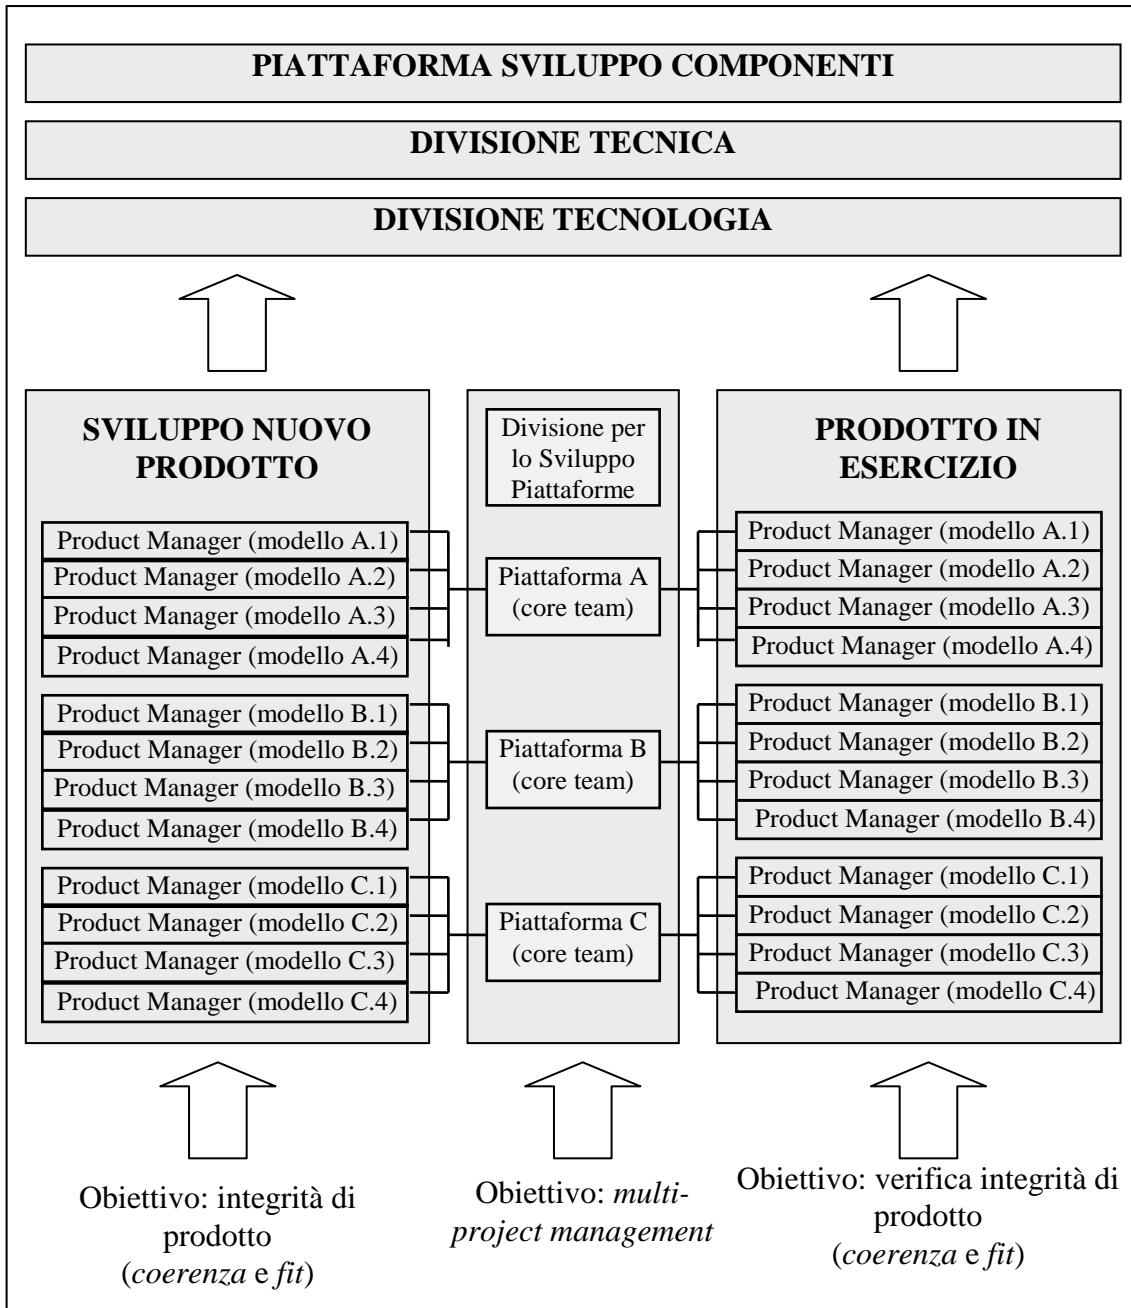 PIATTAFORMA SVILUPPO COMPONENTI
DIVISIONE TECNICA
DIVISIONE TECNOLOGIA
SVILUPPO NUOVO
PRODOTTO
Product Manager (modello A.1)
Product Manager (modello A.2)
Product Manager (modello A.3)
Product Manager (modello A.4)
Product Manager (modello B.1)
Product Manager (modello B.2)
Product Manager (modello B.3)
Product Manager (modello B.4)
Product Manager (modello C.1)
Product Manager (modello C.2)
Product Manager (modello C.3)
Product Manager (modello C.4)
Divisione per
lo Sviluppo
Piattaforme
Piattaforma A
(core team)
Piattaforma B
(core team)
Piattaforma C
(core team)
PRODOTTO IN
ESERCIZIO
Product Manager (modello A.1)
Product Manager (modello A.2)
Product Manager (modello A.3)
Product Manager (modello A.4)
Product Manager (modello B.1)
Product Manager (modello B.2)
Product Manager (modello B.3)
Product Manager (modello B.4)
Product Manager (modello C.1)
Product Manager (modello C.2)
Product Manager (modello C.3)
Product Manager (modello C.4)
Obiettivo: integrità di
prodotto
(coerenza e fit)
Obiettivo: multi-
project management
Obiettivo: verifica integrità di
prodotto
(coerenza e fit)